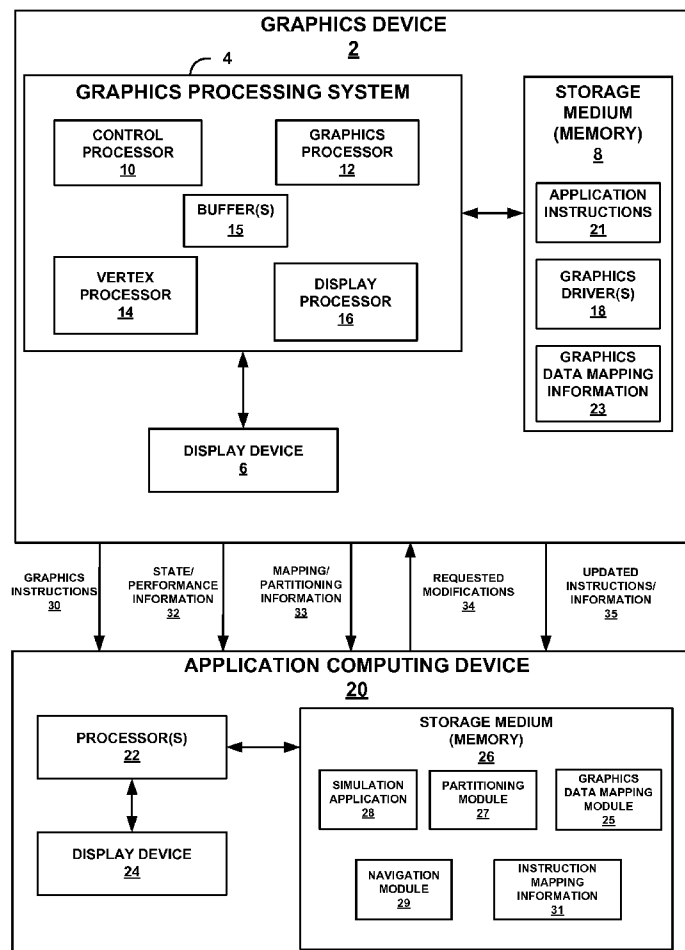 GRAPHICS DEVICE
2
4
GRAPHICS PROCESSING SYSTEM
CONTROL
PROCESSOR
10
GRAPHICS
PROCESSOR
12
BUFFER(S)
15
VERTEX
PROCESSOR
14
DISPLAY
PROCESSOR
16
STORAGE
MEDIUM
(MEMORY)
8
APPLICATION
INSTRUCTIONS
21
GRAPHICS
DRIVER(S)
18
GRAPHICS
DATA MAPPING
INFORMATION
23
DISPLAY DEVICE
6
GRAPHICS
INSTRUCTIONS
30
STATE/
PERFORMANCE
INFORMATION
32
MAPPING/
PARTITIONING
INFORMATION
33
REQUESTED
MODIFICATIONS
34
UPDATED
INSTRUCTIONS/
INFORMATION
35
APPLICATION COMPUTING DEVICE
20
PROCESSOR(S)
22
DISPLAY DEVICE
24
STORAGE MEDIUM
(MEMORY)
26
SIMULATION
APPLICATION
28
PARTITIONING
MODULE
27
GRAPHICS
DATA MAPPING
MODULE
25
NAVIGATION
MODULE
29
INSTRUCTION
MAPPING
INFORMATION
31